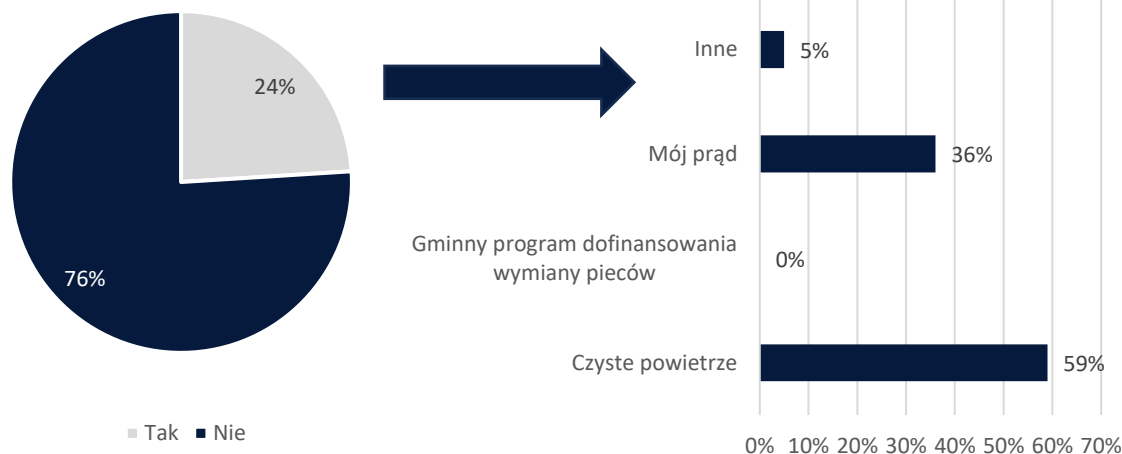 24%
76%
Tak Nie
Inne
5%
Mój prąd
36%
Gminny program dofinansowania
wymiany pieców
0%
Czyste powietrze
59%
0% 10% 20% 30% 40% 50% 60% 70%